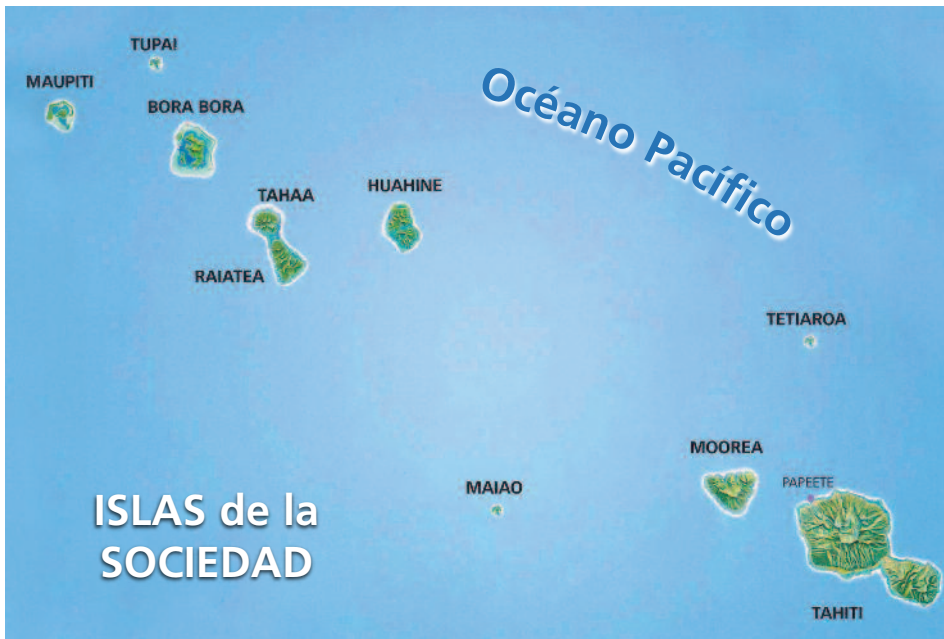 TUPAI
MAUPITI
BORA BORA
Océano Pacífico
TAHAA
HUAHINE
RAIATEA
TETIAROA
MOOREA
PAPEETE
MAIAO
ISLAS de la
SOCIEDAD
TAHITI